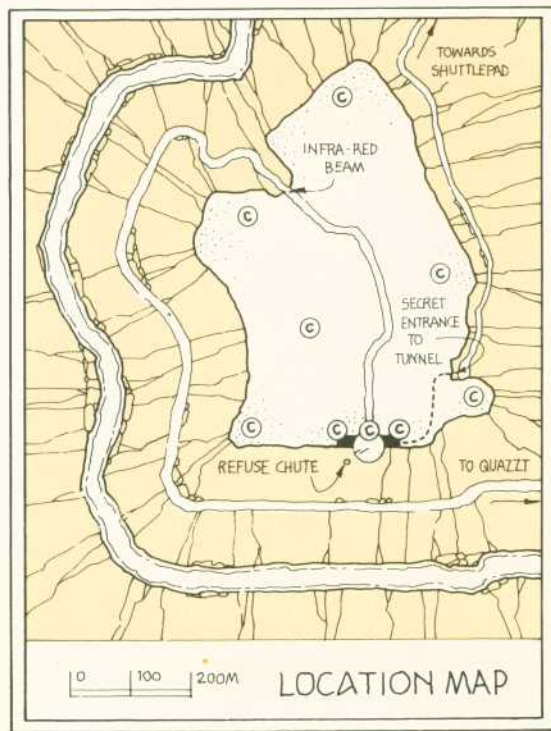 TOWARDS
SHUTTLEPAD
C
INFRA-RED
BEAM
C
C
SECRET
ENTRANCE
TO
TUNNEL
C
C
C
C
C
C
REFUSE CHUTE
TO QUAZZT
0 100 200M
LOCATION MAP